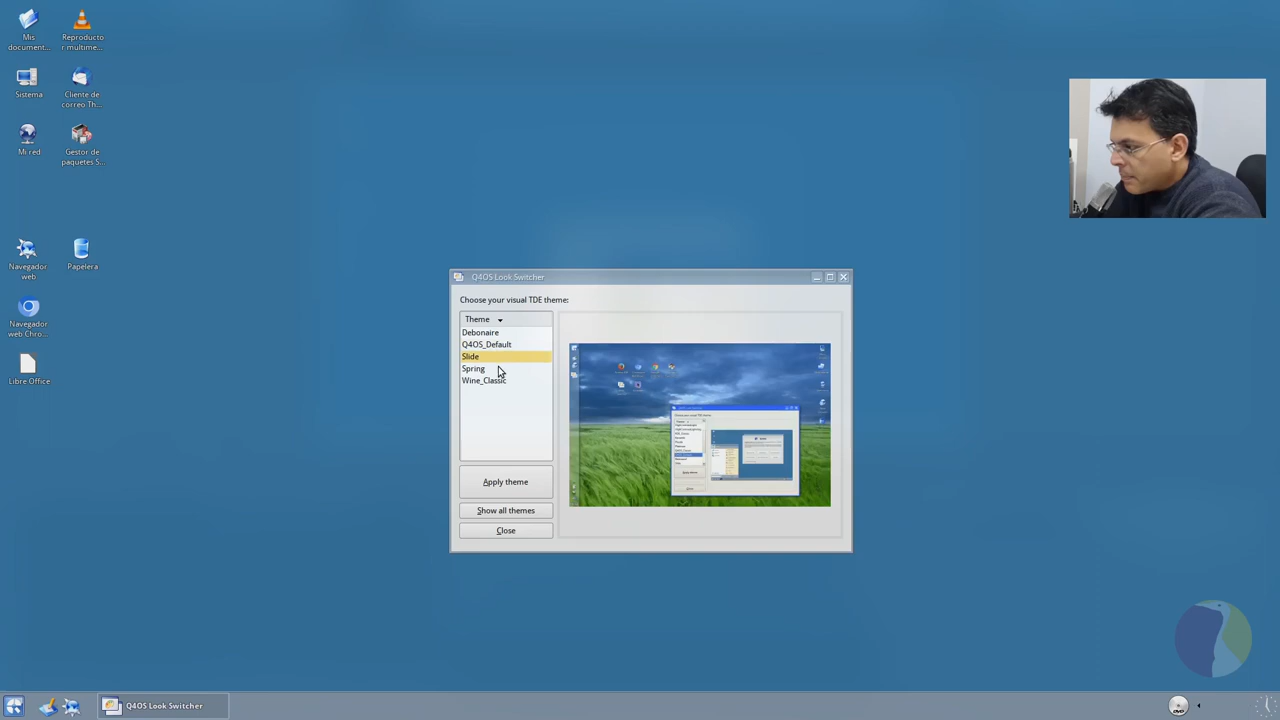 Mis
document...
Reproducto
r multime...
Sistema
Cliente de
correo Th...
Mi red
Gestor de
paquetes S...
Navegador
web
Papelera
Navegador
web Chro...
Libre Office
Q4OS Look Switcher
Choose your visual TDE theme:
Theme
Debonaire
Q4OS_Default
Slide
Spring
Wine_Classic
Apply theme
Show all themes
Close
Q4OS Look Switcher
DVD